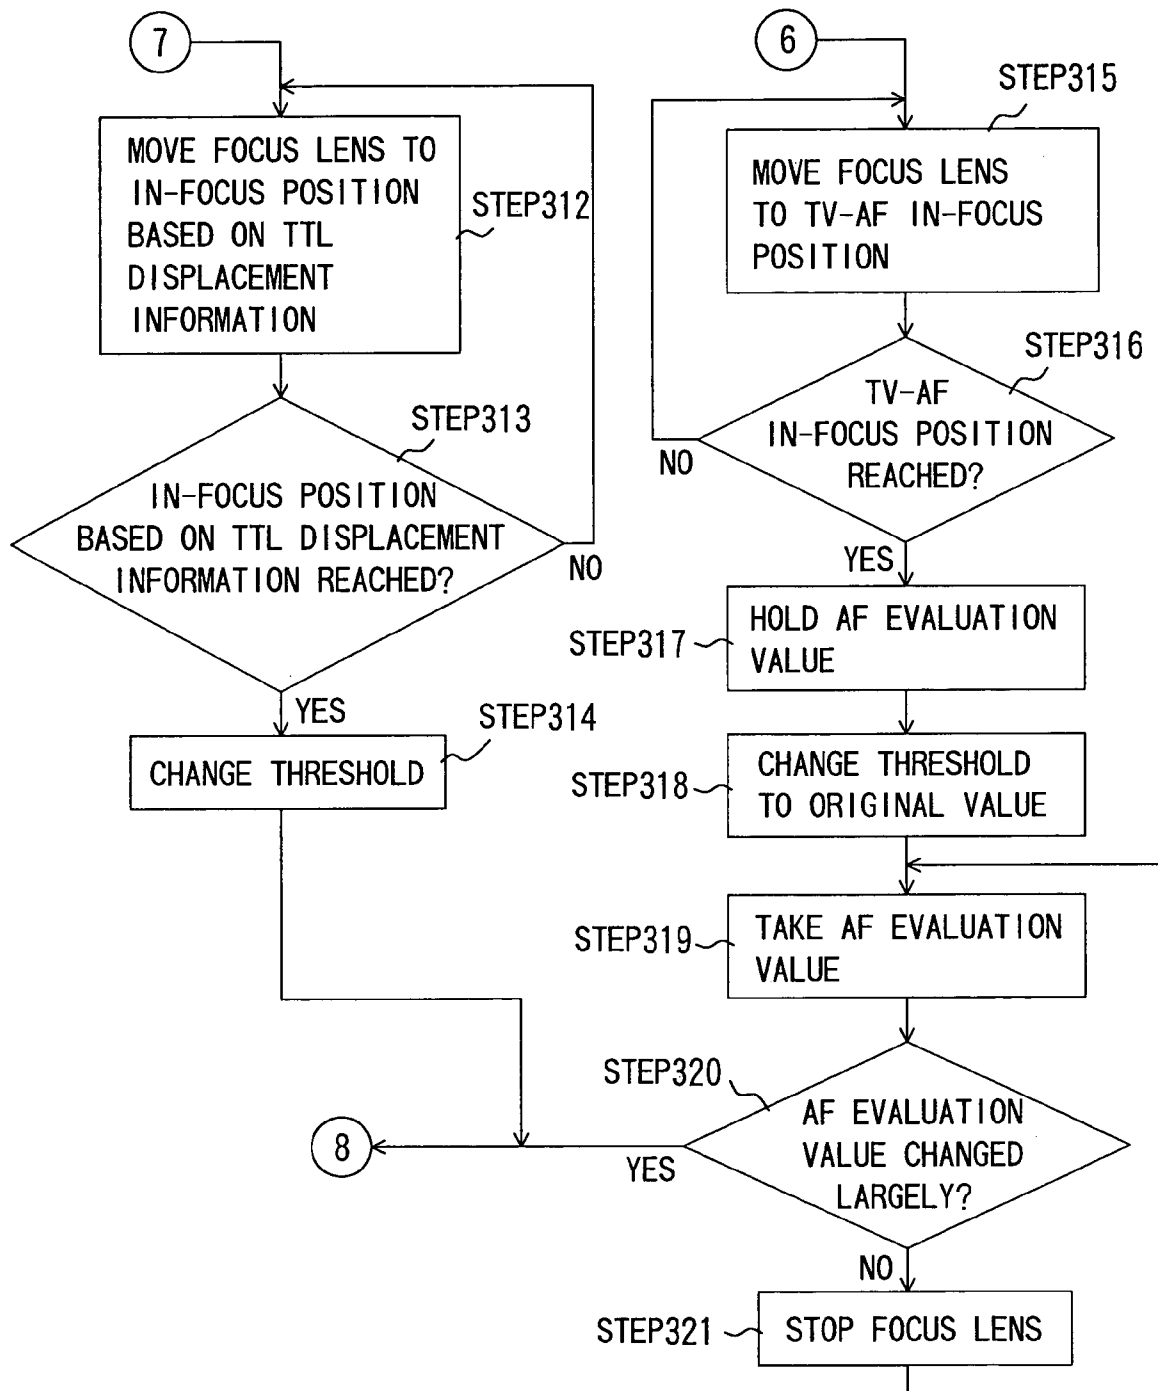 7
MOVE FOCUS LENS TO
IN-FOCUS POSITION
BASED ON TTL
DISPLACEMENT
INFORMATION
STEP312
STEP313
IN-FOCUS POSITION
BASED ON TTL DISPLACEMENT
INFORMATION REACHED?
NO
YES
STEP314
CHANGE THRESHOLD
8
6
STEP315
MOVE FOCUS LENS
TO TV-AF IN-FOCUS
POSITION
STEP316
TV-AF
IN-FOCUS POSITION
REACHED?
NO
YES
STEP317
HOLD AF EVALUATION
VALUE
STEP318
CHANGE THRESHOLD
TO ORIGINAL VALUE
STEP319
TAKE AF EVALUATION
VALUE
STEP320
AF EVALUATION
VALUE CHANGED
LARGELY?
YES
NO
STEP321
STOP FOCUS LENS